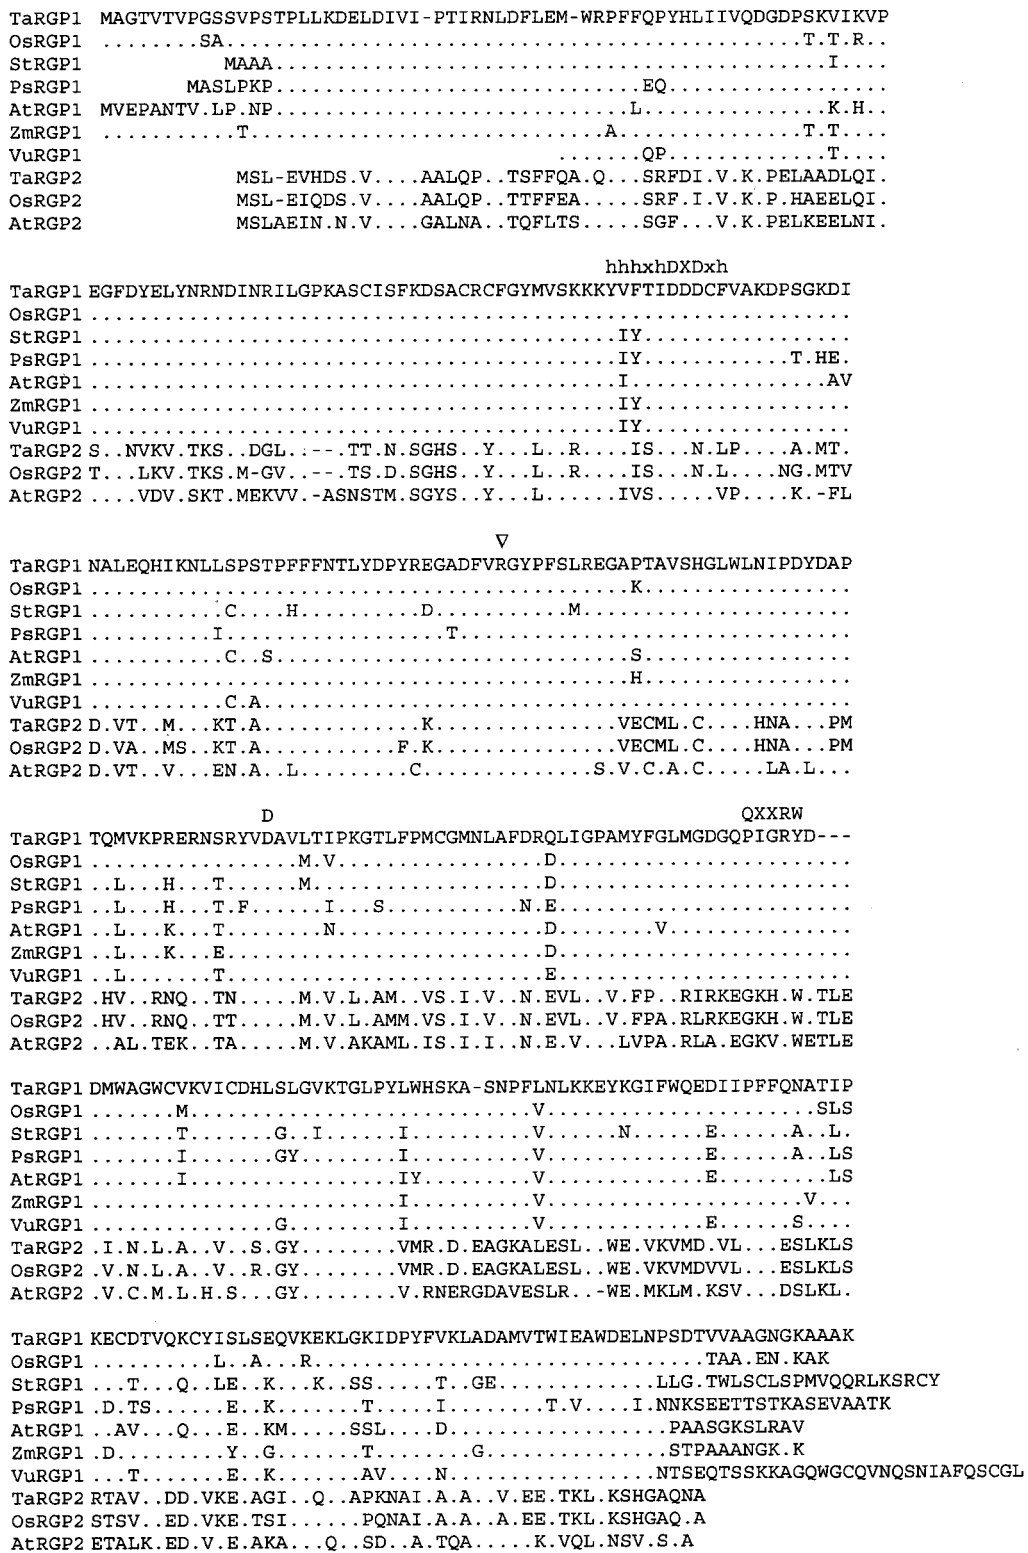 TaRGP1 MAGTVTVPGSSVPSTPLLKDELDIVI-PTIRNLDFLEM-WRPFFQPYHLIIVQDGDPSKVIKVP
OsRGP1 ........SA................................................T.T.R..
StRGP1 MAAA..............................................I....
PsRGP1 MASLPKP..............................EQ..................
AtRGP1 MVEPANTV.LP.NP..............................L................K.H..
ZmRGP1 ............T..............................A................T.T....
VuRGP1 .......QP..............T....
TaRGP2 MSL-EVHDS.V....AALQP..TSFFQA.Q...SRFDI.V.K.PELAADLQI.
OsRGP2 MSL-EIQDS.V....AALQP..TTFFEA.....SRF.I.V.K.P.HAEELQI.
AtRGP2 MSLAEIN.N.V....GALNA..TQFLTS.....SGF...V.K.PELKEELNI.
hhhxhDXDxh
TaRGP1 EGFDYELYNRNDINRILGPKASCISFKDSACRCFGYMVSKKKYVFTIDDDCFVAKDPSGKDI
OsRGP1 ..............................................................
StRGP1 ...........................................IY.................
PsRGP1 ...........................................IY............T.HE.
AtRGP1 ...........................................I................AV
ZmRGP1 ...........................................IY.................
VuRGP1 ...........................................IY.................
TaRGP2 S..NVKV.TKS..DGL..--.TT.N.SGHS..Y...L..R....IS...N.LP....A.MT.
OsRGP2 T...LKV.TKS.M-GV..--.TS.D.SGHS..Y...L..R....IS...N.L....NG.MTV
AtRGP2 ....VDV.SKT.MEKVV.-ASNSTM.SGYS..Y...L......IVS.....VP....K.-FL
∇
TaRGP1 NALEQHIKNLLSPSTPFFFNTLYDPYREGADFVRGYPFSLREGAPTAVSHGLWLNIPDYDAP
OsRGP1 ............................................K.................
StRGP1 ...........C....H..........D...........M......................
PsRGP1 ..........I..................T................................
AtRGP1 ...........C..S.............................S.................
ZmRGP1 ............................................H.................
VuRGP1 ...........C.A................................................
TaRGP2 D.VT..M...KT.A.............K...............VECML.C....HNA...PM
OsRGP2 D.VA..MS..KT.A...........F.K...............VECML.C....HNA...PM
AtRGP2 D.VT..V...EN.A..L.........C..............S.V.C.A.C.....LA.L...
D QXXRW
TaRGP1 TQMVKPRERNSRYVDAVLTIPKGTLFPMCGMNLAFDRQLIGPAMYFGLMGDGQPIGRYD---
OsRGP1 .................M.V.................D........................
StRGP1 ..L...H...T......M...................D........................
PsRGP1 ..L...H...T.F......I...S...........N.E........................
AtRGP1 ..L...K...T........N.................D........V...............
ZmRGP1 ..L...K...E..........................D........................
VuRGP1 ..L.......T..........................E........................
TaRGP2 .HV..RNQ..TN.....M.V.L.AM..VS.I.V..N.EVL..V.FP..RIRKEGKH.W.TLE
OsRGP2 .HV..RNQ..TT.....M.V.L.AMM.VS.I.V..N.EVL..V.FPA.RLRKEGKH.W.TLE
AtRGP2 ..AL.TEK..TA.....M.V.AKAML.IS.I.I..N.E.V...LVPA.RLA.EGKV.WETLE
TaRGP1 DMWAGWCVKVICDHLSLGVKTGLPYLWHSKA-SNPFLNLKKEYKGIFWQEDIIPFFQNATIP
OsRGP1 .......M............................V......................SLS
StRGP1 .......T.......G..I......I..........V......N......E......A..L.
PsRGP1 .......I.......GY........I..........V.............E......A..LS
AtRGP1 .......I.................IY.........V.............E.........LS
ZmRGP1 .........................I..........V.....................V...
VuRGP1 ...............G.........I..........V.............E......S....
TaRGP2 .I.N.L.A..V..S.GY........VMR.D.EAGKALESL..WE.VKVMD.VL...ESLKLS
OsRGP2 .V.N.L.A..V..R.GY........VMR.D.EAGKALESL..WE.VKVMDVVL...ESLKLS
AtRGP2 .V.C.M.L.H.S...GY........V.RNERGDAVESLR..-WE.MKLM.KSV...DSLKL.
TaRGP1 KECDTVQKCYISLSEQVKEKLGKIDPYFVKLADAMVTWIEAWDELNPSDTVVAAGNGKAAAK
OsRGP1 ..........L..A...R................................TAA.EN.KAK
StRGP1 ...T...Q..LE..K...K..SS......T..GE.............LLG.TWLSCLSPMVQQRLKSRCY
PsRGP1 .D.TS......E..K.......T.....I........T.V....I.NNKSEETTSTKASEVAATK
AtRGP1 ..AV...Q...E..KM.....SSL....D..................PAASGKSLRAV
ZmRGP1 .D.........Y..G.......T........G...............STPAAANGK.K
VuRGP1 ...T.......E..K.......AV....N.................NTSEQTSSKKAGQWGCQVNQSNIAFQSCGL
TaRGP2 RTAV..DD.VKE.AGI..Q..APKNAI.A.A..V.EE.TKL.KSHGAQNA
OsRGP2 STSV..ED.VKE.TSI......PQNAI.A.A..A.EE.TKL.KSHGAQ.A
AtRGP2 ETALK.ED.V.E.AKA...Q...SD..A.TQA.....K.VQL.NSV.S.A